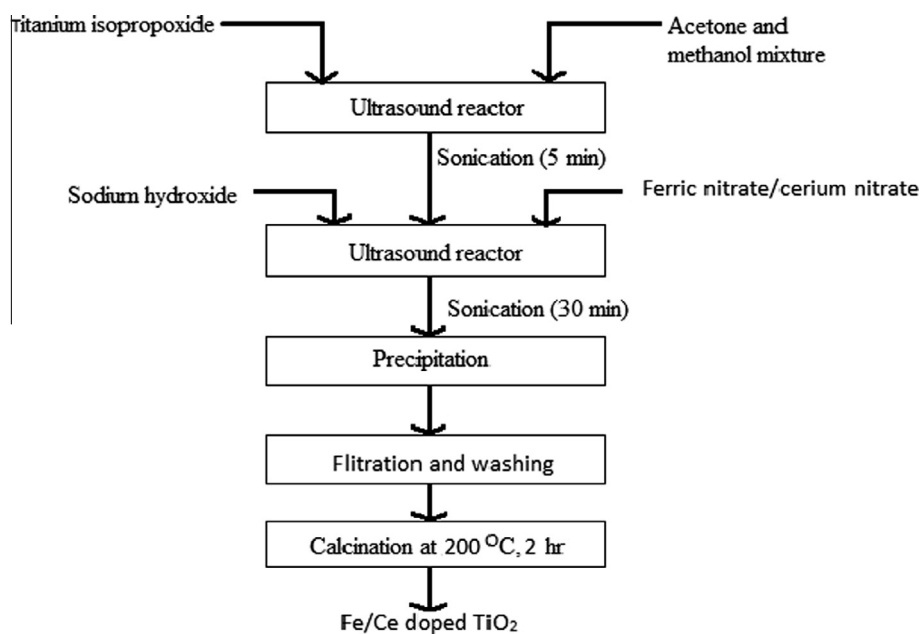 Titanium isopropoxide
Acetone and
methanol mixture
Ultrasound reactor
Sonication (5 min)
Sodium hydroxide
Ferric nitrate/cerium nitrate
Ultrasound reactor
Sonication (30 min)
Precipitation
Flitration and washing
Calcination at 200 ᴼC, 2 hr
Fe/Ce doped TiO₂